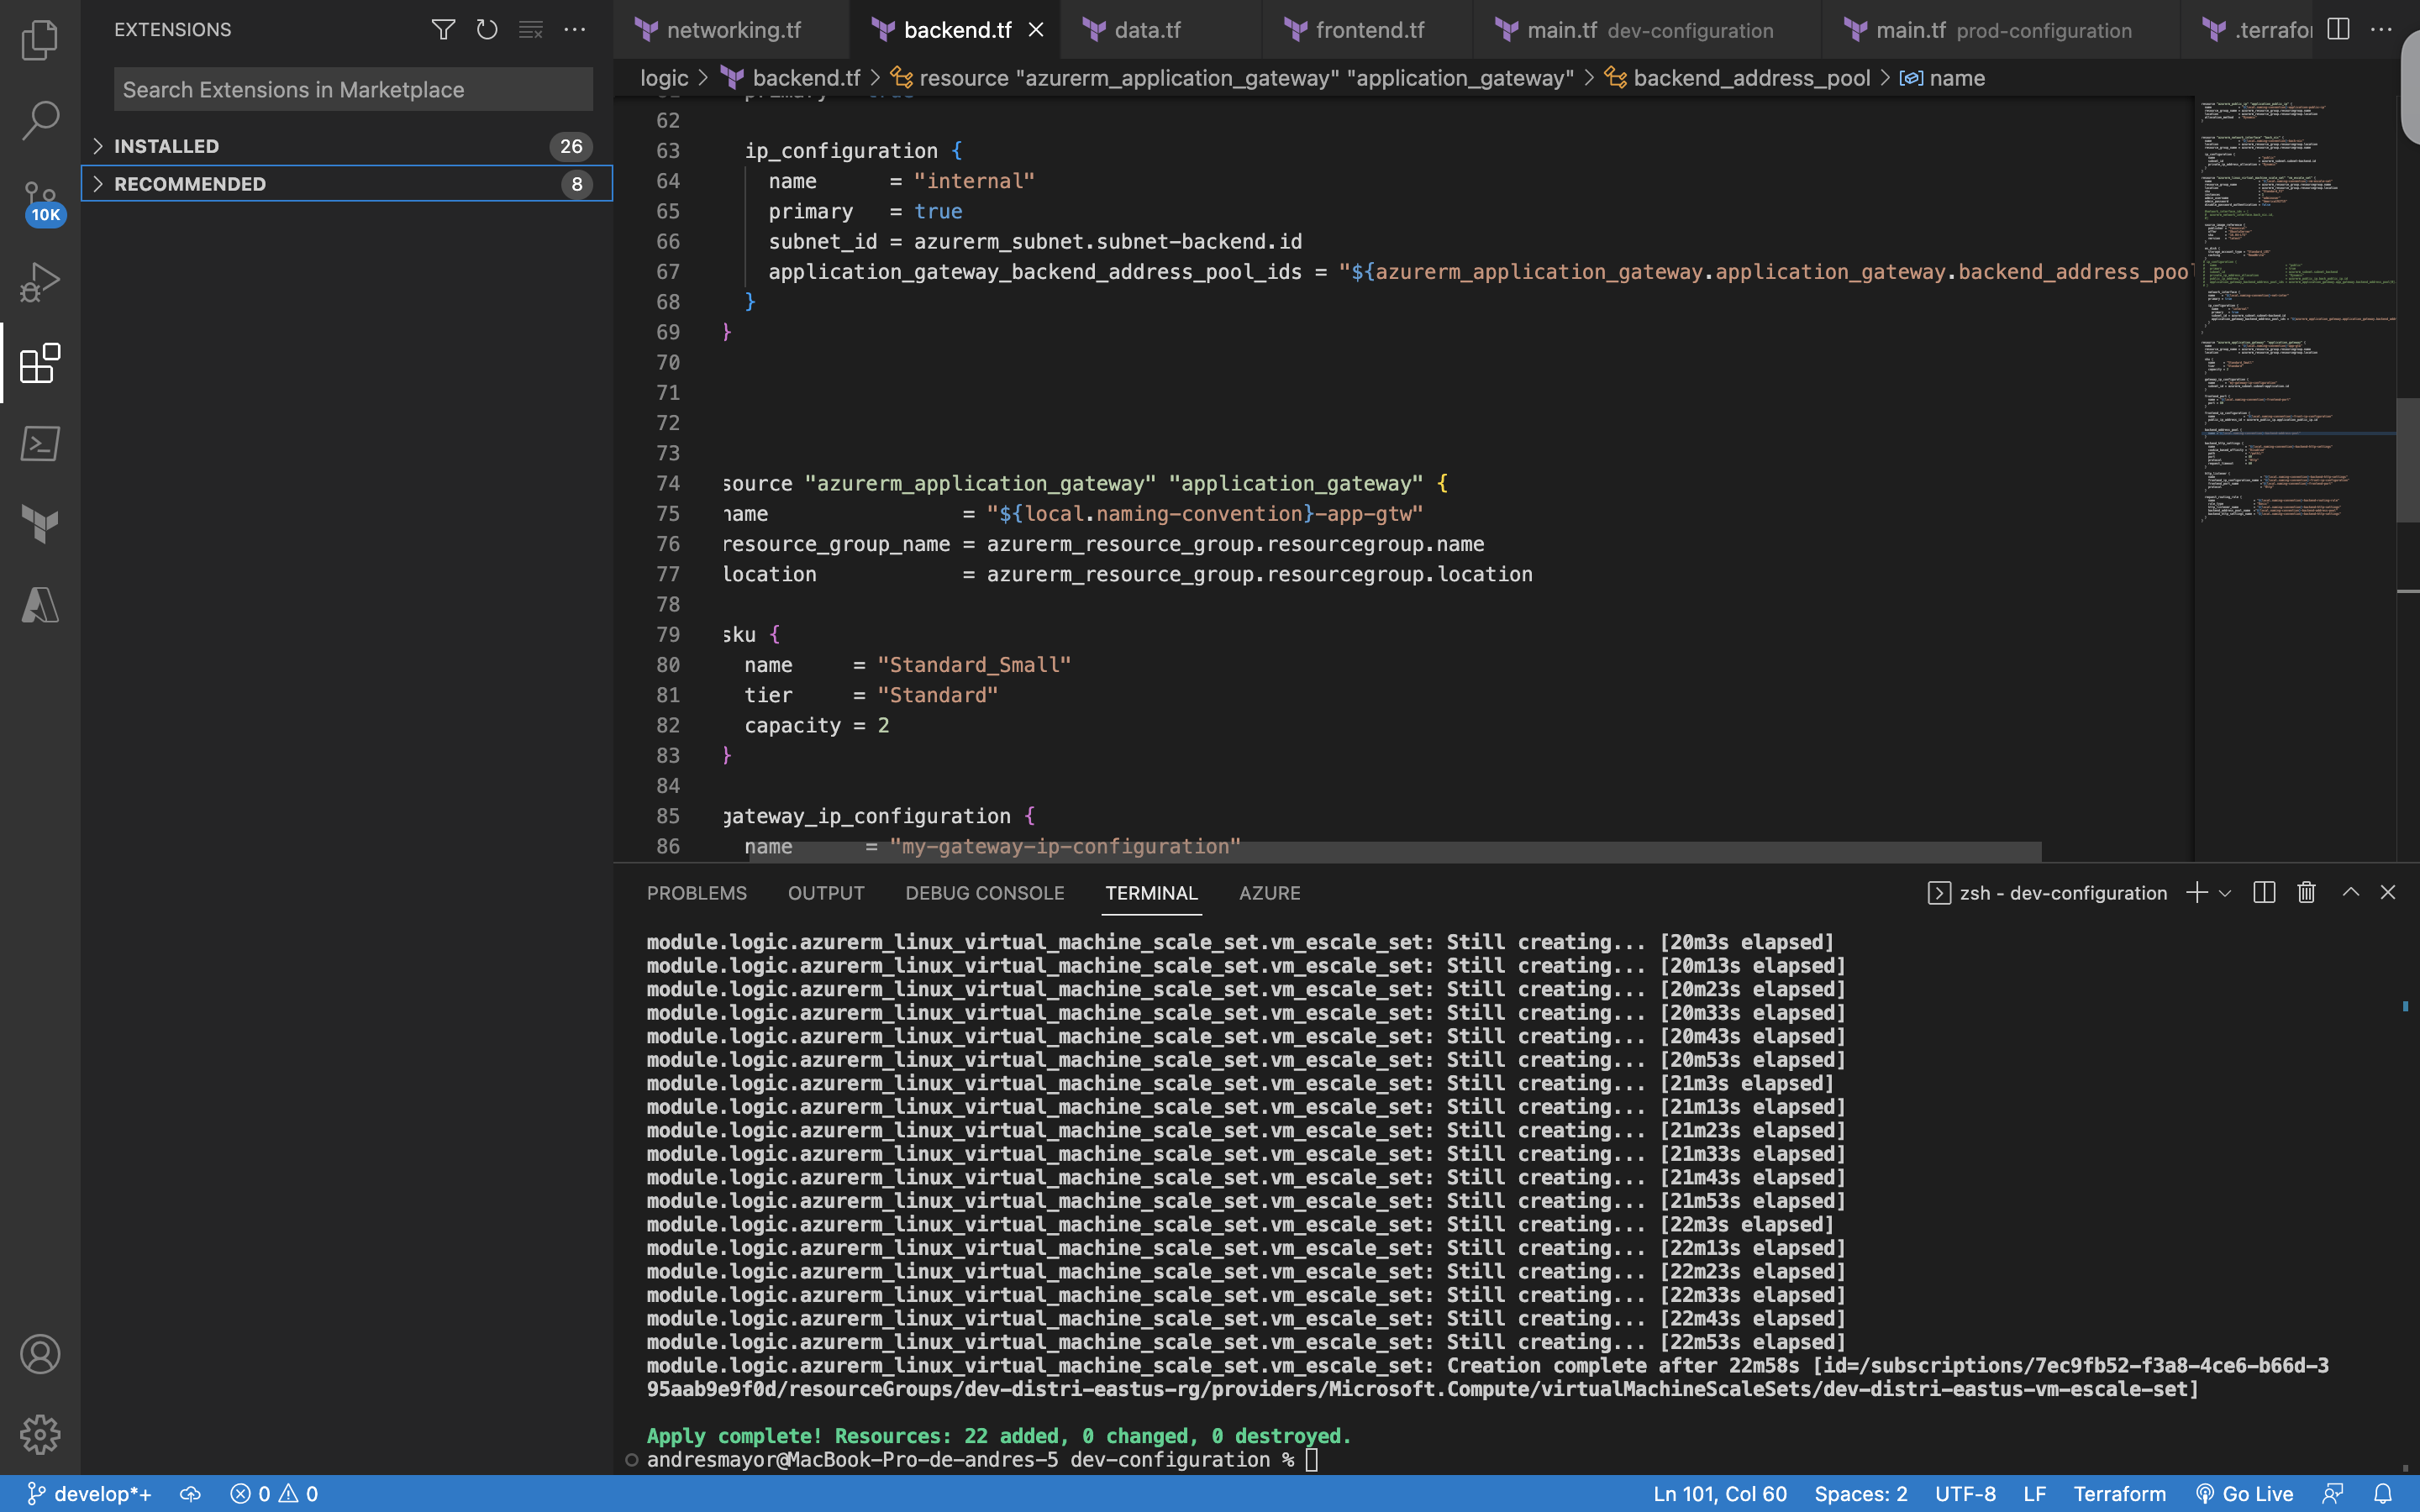 EXTENSIONS
Search Extensions in Marketplace
INSTALLED 26
RECOMMENDED 8
10K
networking.tf backend.tf data.tf frontend.tf main.tf dev-configuration main.tf prod-configuration .terrafo
logic > backend.tf > resource "azurerm_application_gateway" "application_gateway" > backend_address_pool > name
62
63 ip_configuration {
64 name = "internal"
65 primary = true
66 subnet_id = azurerm_subnet.subnet-backend.id
67 application_gateway_backend_address_pool_ids = "${azurerm_application_gateway.application_gateway.backend_address_poo
68 }
69 }
70
71
72
73
74 source "azurerm_application_gateway" "application_gateway" {
75 name = "${local.naming-convention}-app-gtw"
76 resource_group_name = azurerm_resource_group.resourcegroup.name
77 location = azurerm_resource_group.resourcegroup.location
78
79 sku {
80 name = "Standard_Small"
81 tier = "Standard"
82 capacity = 2
83 }
84
85 gateway_ip_configuration {
86 name = "my-gateway-ip-configuration"
PROBLEMS OUTPUT DEBUG CONSOLE TERMINAL AZURE zsh - dev-configuration
module.logic.azurerm_linux_virtual_machine_scale_set.vm_escale_set: Still creating... [20m3s elapsed]
module.logic.azurerm_linux_virtual_machine_scale_set.vm_escale_set: Still creating... [20m13s elapsed]
module.logic.azurerm_linux_virtual_machine_scale_set.vm_escale_set: Still creating... [20m23s elapsed]
module.logic.azurerm_linux_virtual_machine_scale_set.vm_escale_set: Still creating... [20m33s elapsed]
module.logic.azurerm_linux_virtual_machine_scale_set.vm_escale_set: Still creating... [20m43s elapsed]
module.logic.azurerm_linux_virtual_machine_scale_set.vm_escale_set: Still creating... [20m53s elapsed]
module.logic.azurerm_linux_virtual_machine_scale_set.vm_escale_set: Still creating... [21m3s elapsed]
module.logic.azurerm_linux_virtual_machine_scale_set.vm_escale_set: Still creating... [21m13s elapsed]
module.logic.azurerm_linux_virtual_machine_scale_set.vm_escale_set: Still creating... [21m23s elapsed]
module.logic.azurerm_linux_virtual_machine_scale_set.vm_escale_set: Still creating... [21m33s elapsed]
module.logic.azurerm_linux_virtual_machine_scale_set.vm_escale_set: Still creating... [21m43s elapsed]
module.logic.azurerm_linux_virtual_machine_scale_set.vm_escale_set: Still creating... [21m53s elapsed]
module.logic.azurerm_linux_virtual_machine_scale_set.vm_escale_set: Still creating... [22m3s elapsed]
module.logic.azurerm_linux_virtual_machine_scale_set.vm_escale_set: Still creating... [22m13s elapsed]
module.logic.azurerm_linux_virtual_machine_scale_set.vm_escale_set: Still creating... [22m23s elapsed]
module.logic.azurerm_linux_virtual_machine_scale_set.vm_escale_set: Still creating... [22m33s elapsed]
module.logic.azurerm_linux_virtual_machine_scale_set.vm_escale_set: Still creating... [22m43s elapsed]
module.logic.azurerm_linux_virtual_machine_scale_set.vm_escale_set: Still creating... [22m53s elapsed]
module.logic.azurerm_linux_virtual_machine_scale_set.vm_escale_set: Creation complete after 22m58s [id=/subscriptions/7ec9fb52-f3a8-4ce6-b66d-3
95aab9e9f0d/resourceGroups/dev-distri-eastus-rg/providers/Microsoft.Compute/virtualMachineScaleSets/dev-distri-eastus-vm-escale-set]
Apply complete! Resources: 22 added, 0 changed, 0 destroyed.
andresmayor@MacBook-Pro-de-andres-5 dev-configuration %
develop*+ 0 0 Ln 101, Col 60 Spaces: 2 UTF-8 LF Terraform Go Live